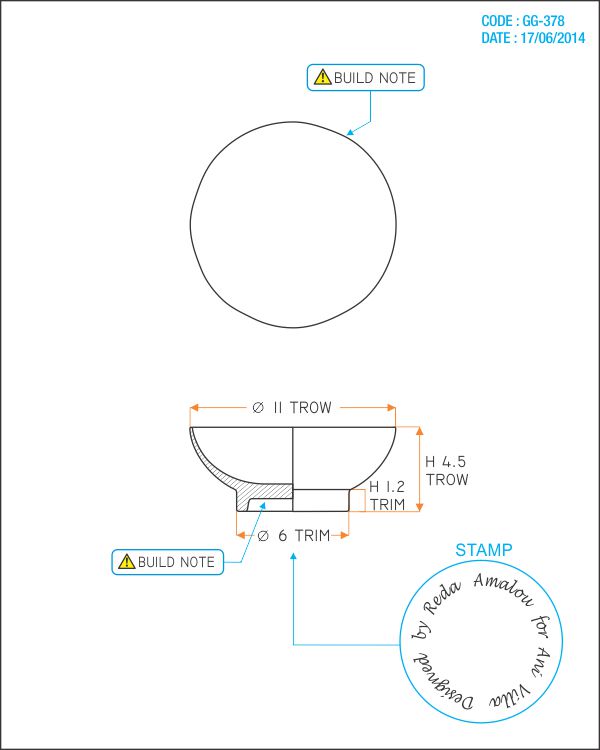 CODE : GG-378
DATE : 17/06/2014
BUILD NOTE
Ø 11 TROW
H 4.5
TROW
H 1.2
TRIM
Ø 6 TRIM
BUILD NOTE
STAMP
Designed by Reda Amalou for Ani Villa